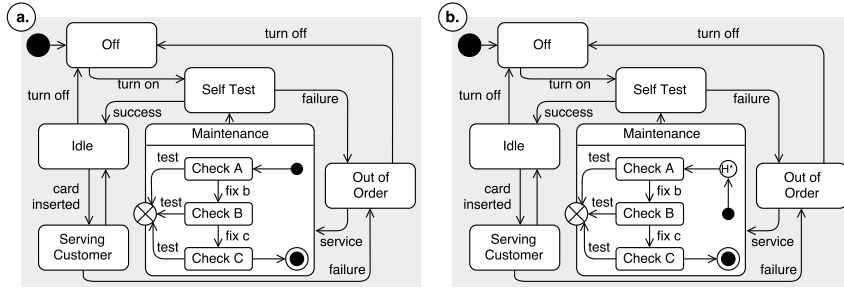 a.
Off
turn off
turn on
turn off
Self Test
failure
success
Idle
Maintenance
test
Check A
card
inserted
fix b
Out of
Order
test
Check B
fix c
Serving
Customer
test
Check C
service
failure
b.
Off
turn off
turn on
turn off
Self Test
failure
success
Idle
Maintenance
test
Check A
H*
card
inserted
fix b
Out of
Order
test
Check B
fix c
Serving
Customer
test
Check C
service
failure